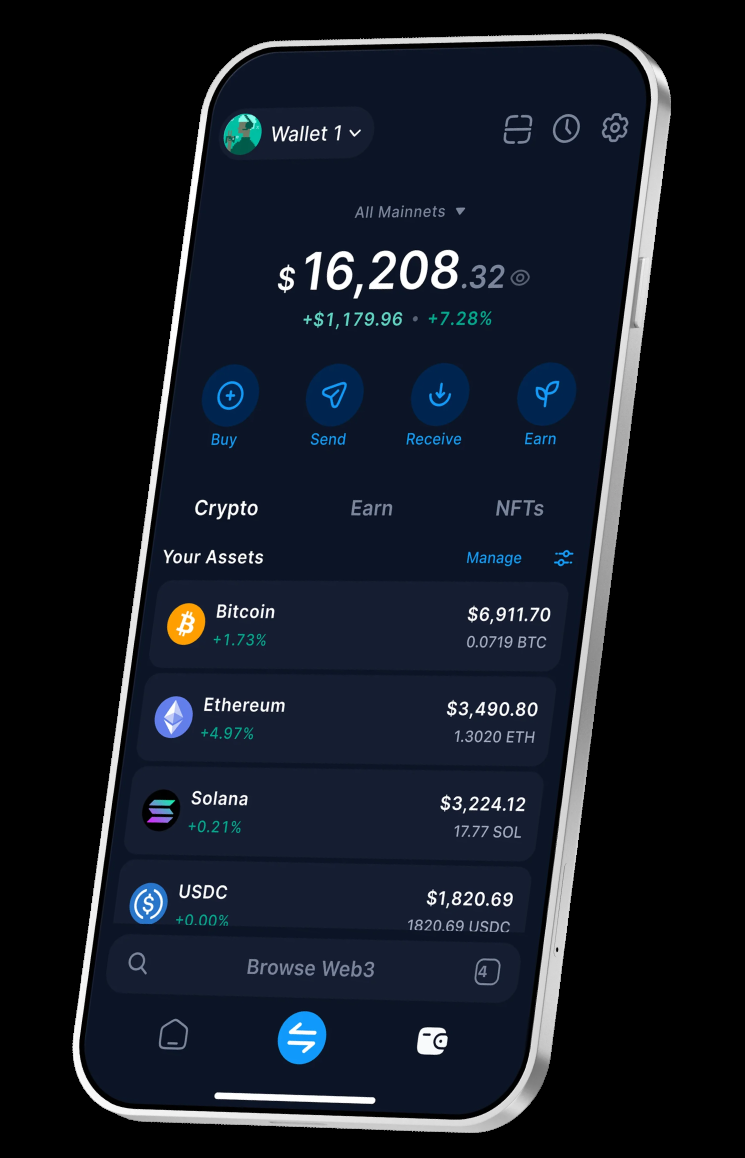 Wallet 1
All Mainnets
$16,208.32
+$1,179.96 • +7.28%
Buy Send Receive Earn
Crypto Earn NFTs
Your Assets Manage
Bitcoin $6,911.70
+1.73% 0.0719 BTC
Ethereum $3,490.80
+4.97% 1.3020 ETH
Solana $3,224.12
+0.21% 17.77 SOL
USDC $1,820.69
+0.00% 1820.69 USDC
Browse Web3 4